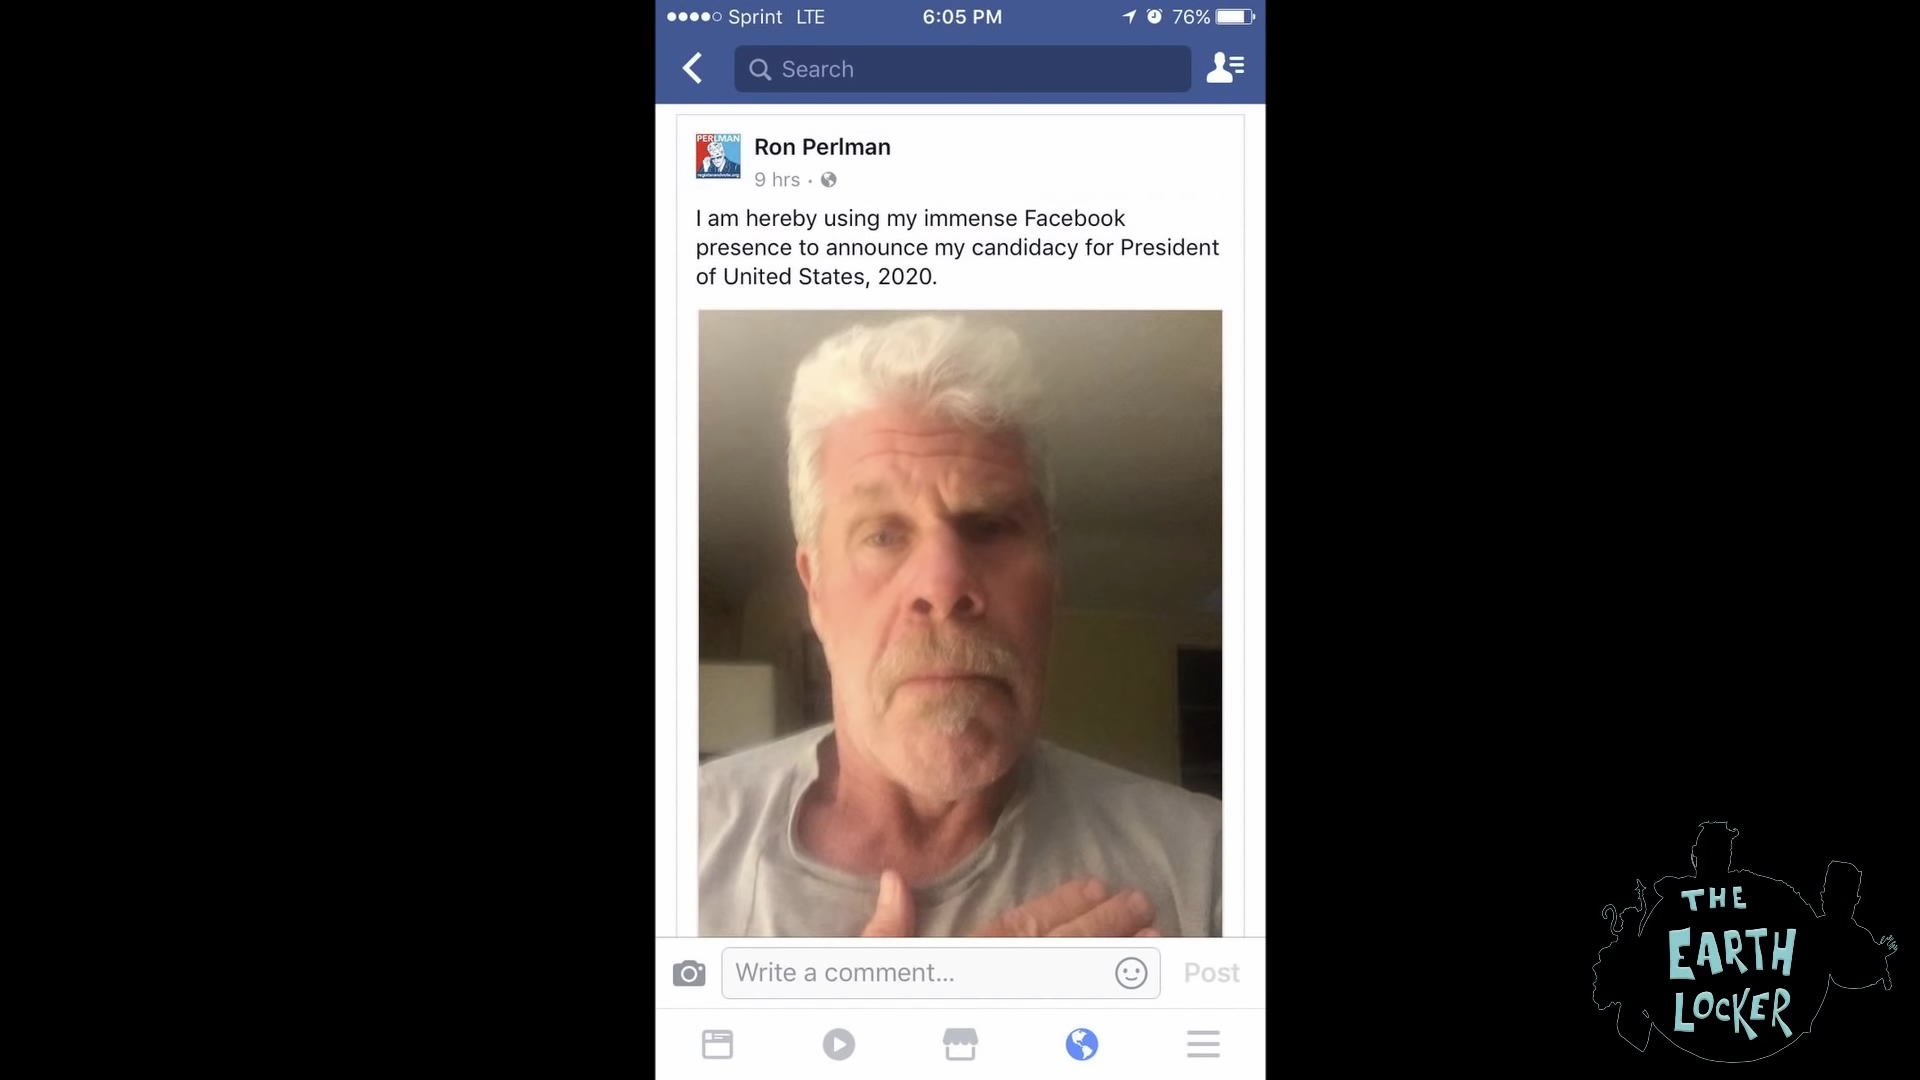 Sprint LTE 6:05 PM 76%
Search
PERLMAN
Ron Perlman
9 hrs ·
I am hereby using my immense Facebook
presence to announce my candidacy for President
of United States, 2020.
Write a comment... Post
THE
EARTH
LOCKER